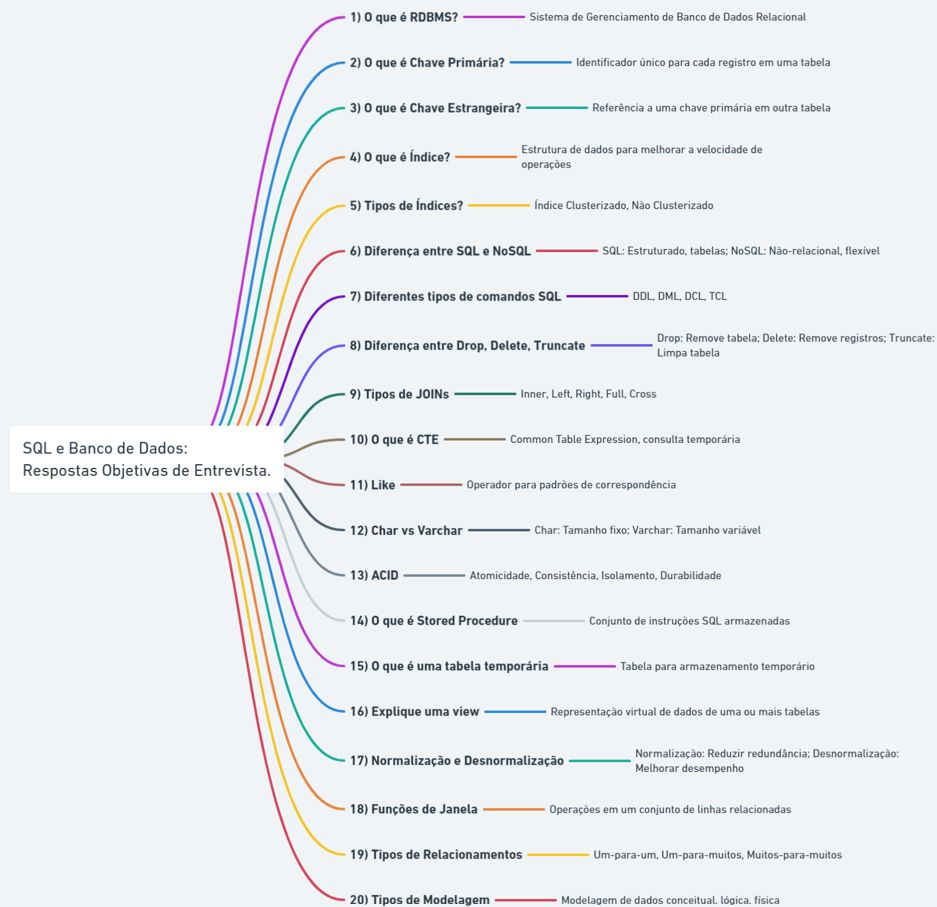 SQL e Banco de Dados:
Respostas Objetivas de Entrevista.
1) O que é RDBMS?
Sistema de Gerenciamento de Banco de Dados Relacional
2) O que é Chave Primária?
Identificador único para cada registro em uma tabela
3) O que é Chave Estrangeira?
Referência a uma chave primária em outra tabela
4) O que é Índice?
Estrutura de dados para melhorar a velocidade de
operações
5) Tipos de Índices?
Índice Clusterizado, Não Clusterizado
6) Diferença entre SQL e NoSQL
SQL: Estruturado, tabelas; NoSQL: Não-relacional, flexível
7) Diferentes tipos de comandos SQL
DDL, DML, DCL, TCL
8) Diferença entre Drop, Delete, Truncate
Drop: Remove tabela; Delete: Remove registros; Truncate:
Limpa tabela
9) Tipos de JOINs
Inner, Left, Right, Full, Cross
10) O que é CTE
Common Table Expression, consulta temporária
11) Like
Operador para padrões de correspondência
12) Char vs Varchar
Char: Tamanho fixo; Varchar: Tamanho variável
13) ACID
Atomicidade, Consistência, Isolamento, Durabilidade
14) O que é Stored Procedure
Conjunto de instruções SQL armazenadas
15) O que é uma tabela temporária
Tabela para armazenamento temporário
16) Explique uma view
Representação virtual de dados de uma ou mais tabelas
17) Normalização e Desnormalização
Normalização: Reduzir redundância; Desnormalização:
Melhorar desempenho
18) Funções de Janela
Operações em um conjunto de linhas relacionadas
19) Tipos de Relacionamentos
Um-para-um, Um-para-muitos, Muitos-para-muitos
20) Tipos de Modelagem
Modelagem de dados conceitual, lógica, física